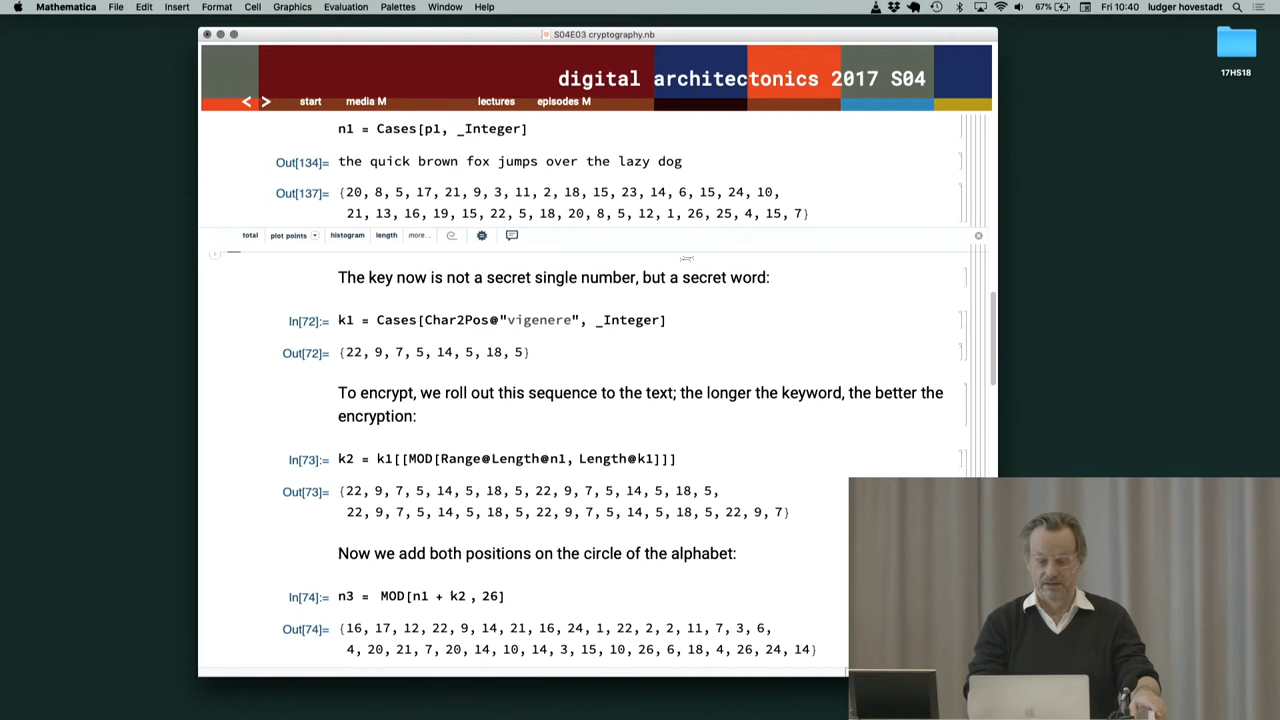 Mathematica File Edit Insert Format Cell Graphics Evaluation Palettes Window Help 67% Fri 10:40 ludger hovestadt
S04E03 cryptography.nb
17HS18
digital architectonics 2017 S04
< > start media M lectures episodes M
n1 = Cases[p1, _Integer]
Out[134]= the quick brown fox jumps over the lazy dog
Out[137]= {20, 8, 5, 17, 21, 9, 3, 11, 2, 18, 15, 23, 14, 6, 15, 24, 10,
21, 13, 16, 19, 15, 22, 5, 18, 20, 8, 5, 12, 1, 26, 25, 4, 15, 7}
total plot points histogram length more...
The key now is not a secret single number, but a secret word:
In[72]:= k1 = Cases[Char2Pos@"vigenere", _Integer]
Out[72]= {22, 9, 7, 5, 14, 5, 18, 5}
To encrypt, we roll out this sequence to the text; the longer the keyword, the better the
encryption:
In[73]:= k2 = k1[[MOD[Range@Length@n1, Length@k1]]]
Out[73]= {22, 9, 7, 5, 14, 5, 18, 5, 22, 9, 7, 5, 14, 5, 18, 5,
22, 9, 7, 5, 14, 5, 18, 5, 22, 9, 7, 5, 14, 5, 18, 5, 22, 9, 7}
Now we add both positions on the circle of the alphabet:
In[74]:= n3 = MOD[n1 + k2 , 26]
Out[74]= {16, 17, 12, 22, 9, 14, 21, 16, 24, 1, 22, 2, 2, 11, 7, 3, 6,
4, 20, 21, 7, 20, 14, 10, 14, 3, 15, 10, 26, 6, 18, 4, 26, 24, 14}